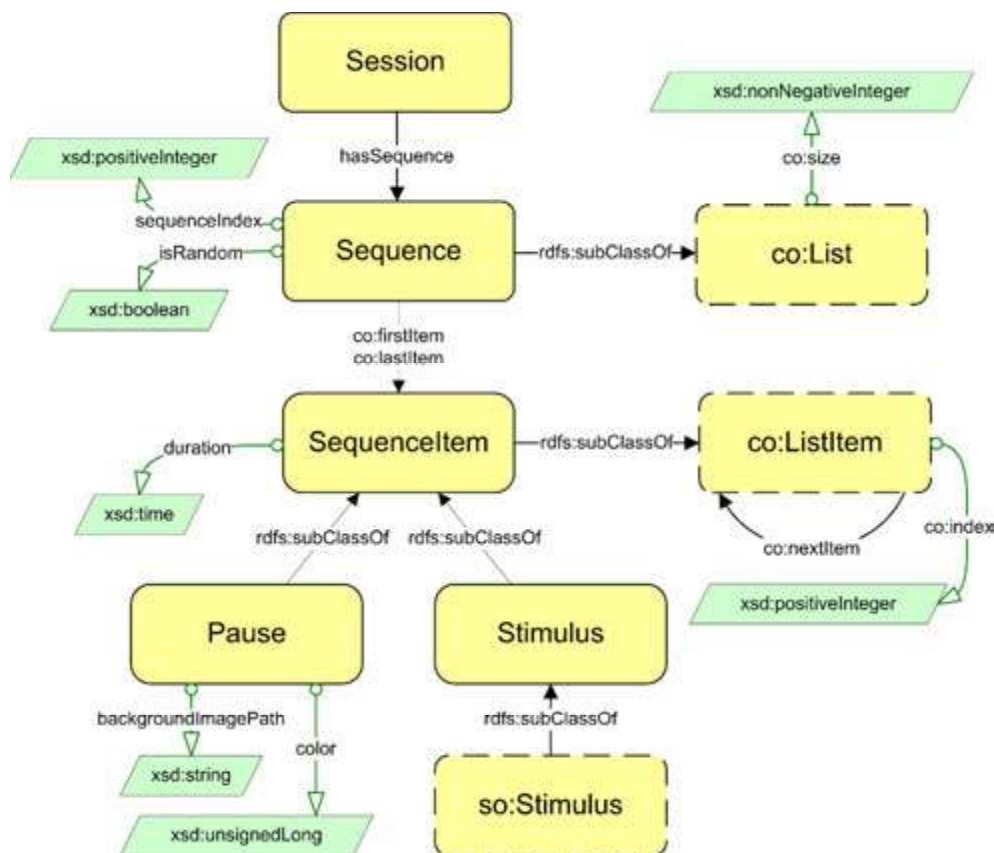 Session
xsd:nonNegativeInteger
hasSequence
xsd:positiveInteger
co:size
sequenceIndex
isRandom
Sequence
rdfs:subClassOf
co:List
xsd:boolean
co:firstItem
co:lastItem
duration
SequenceItem
rdfs:subClassOf
co:ListItem
xsd:time
rdfs:subClassOf
rdfs:subClassOf
co:nextItem
co:index
xsd:positiveInteger
Pause
Stimulus
backgroundImagePath
rdfs:subClassOf
color
xsd:string
so:Stimulus
xsd:unsignedLong